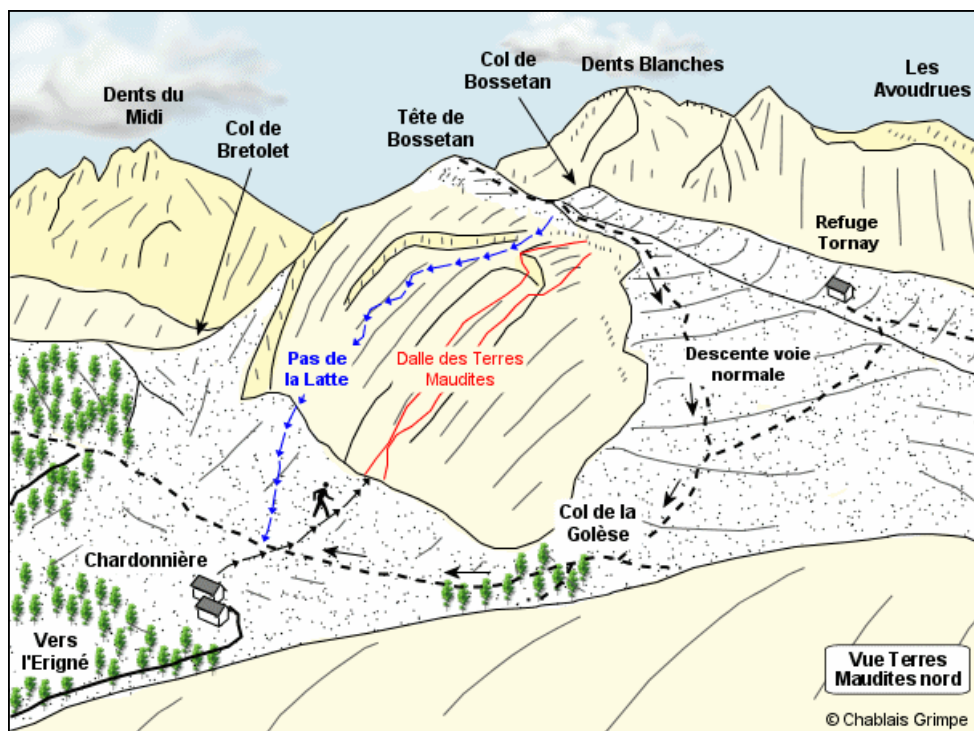 Dents du
Midi
Col de
Bretolet
Tête de
Bossetan
Col de
Bossetan
Dents Blanches
Les
Avoudrues
Refuge
Tornay
Pas de
la Latte
Dalle des Terres
Maudites
Descente voie
normale
Col de la
Golèse
Chardonnière
Vers
l'Erigné
Vue Terres
Maudites nord
© Chablais Grimpe